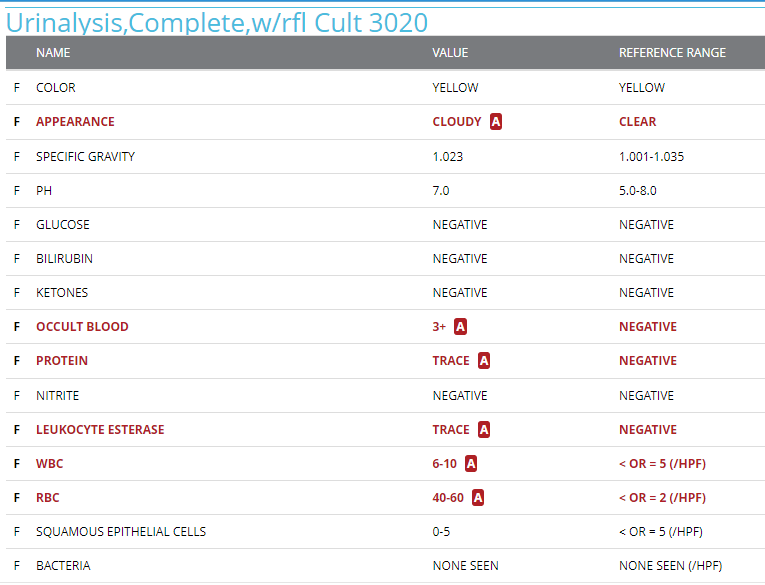 Urinalysis,Complete,w/rfl Cult 3020
NAME VALUE REFERENCE RANGE
F COLOR YELLOW YELLOW
F APPEARANCE CLOUDY A CLEAR
F SPECIFIC GRAVITY 1.023 1.001-1.035
F PH 7.0 5.0-8.0
F GLUCOSE NEGATIVE NEGATIVE
F BILIRUBIN NEGATIVE NEGATIVE
F KETONES NEGATIVE NEGATIVE
F OCCULT BLOOD 3+ A NEGATIVE
F PROTEIN TRACE A NEGATIVE
F NITRITE NEGATIVE NEGATIVE
F LEUKOCYTE ESTERASE TRACE A NEGATIVE
F WBC 6-10 A < OR = 5 (/HPF)
F RBC 40-60 A < OR = 2 (/HPF)
F SQUAMOUS EPITHELIAL CELLS 0-5 < OR = 5 (/HPF)
F BACTERIA NONE SEEN NONE SEEN (/HPF)